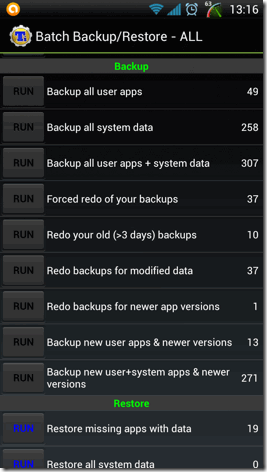 63
13:16
Batch Backup/Restore - ALL
Backup
RUN Backup all user apps 49
RUN Backup all system data 258
RUN Backup all user apps + system data 307
RUN Forced redo of your backups 37
RUN Redo your old (>3 days) backups 10
RUN Redo backups for modified data 37
RUN Redo backups for newer app versions 1
RUN Backup new user apps & newer versions 13
RUN Backup new user+system apps & newer
versions 271
Restore
RUN Restore missing apps with data 19
RUN Restore all system data 0